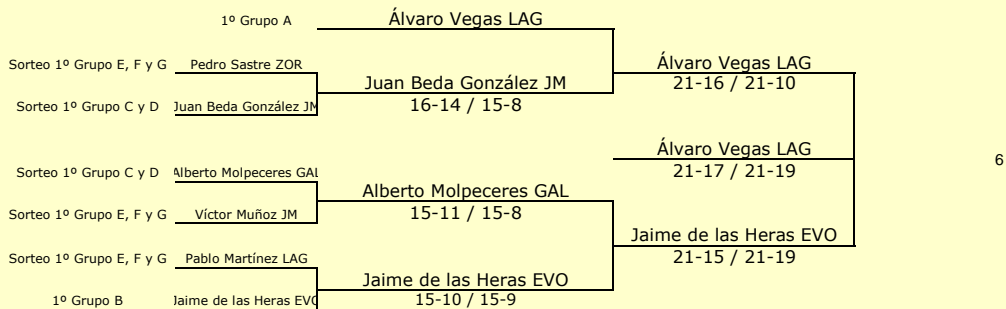 1º Grupo A Álvaro Vegas LAG
Sorteo 1º Grupo E, F y G Pedro Sastre ZOR Álvaro Vegas LAG
Juan Beda González JM 21-16 / 21-10
Sorteo 1º Grupo C y D Juan Beda González JM 16-14 / 15-8
Álvaro Vegas LAG
Sorteo 1º Grupo C y D Alberto Molpeceres GAL 21-17 / 21-19 6
Alberto Molpeceres GAL
Sorteo 1º Grupo E, F y G Víctor Muñoz JM 15-11 / 15-8
Jaime de las Heras EVO
Sorteo 1º Grupo E, F y G Pablo Martínez LAG 21-15 / 21-19
Jaime de las Heras EVO
1º Grupo B Jaime de las Heras EVO 15-10 / 15-9